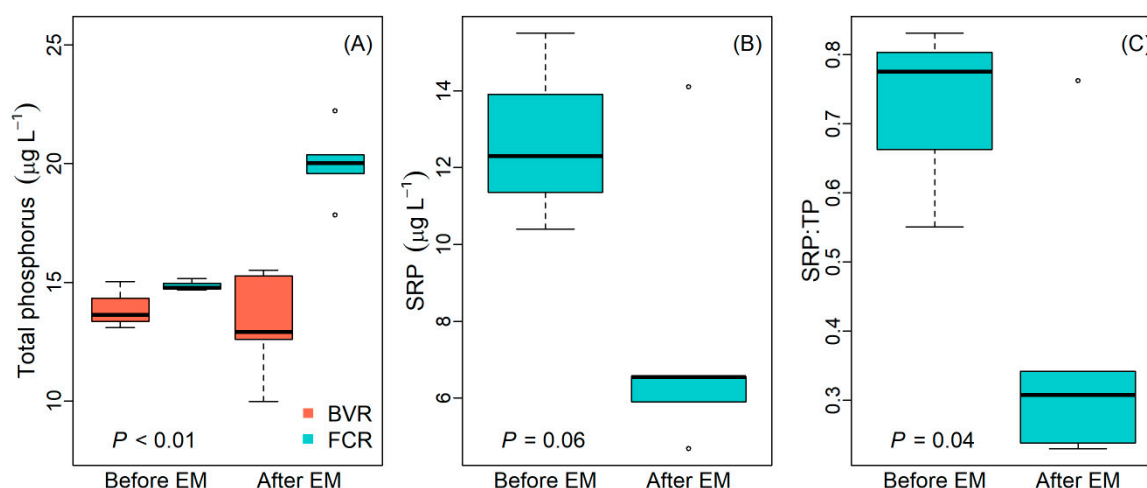 (A)
Total phosphorus (µg L⁻¹)
25
20
15
10
BVR
FCR
P < 0.01
Before EM After EM
(B)
SRP (µg L⁻¹)
14
12
10
8
6
P = 0.06
Before EM After EM
(C)
SRP:TP
0.8
0.7
0.6
0.5
0.4
0.3
P = 0.04
Before EM After EM